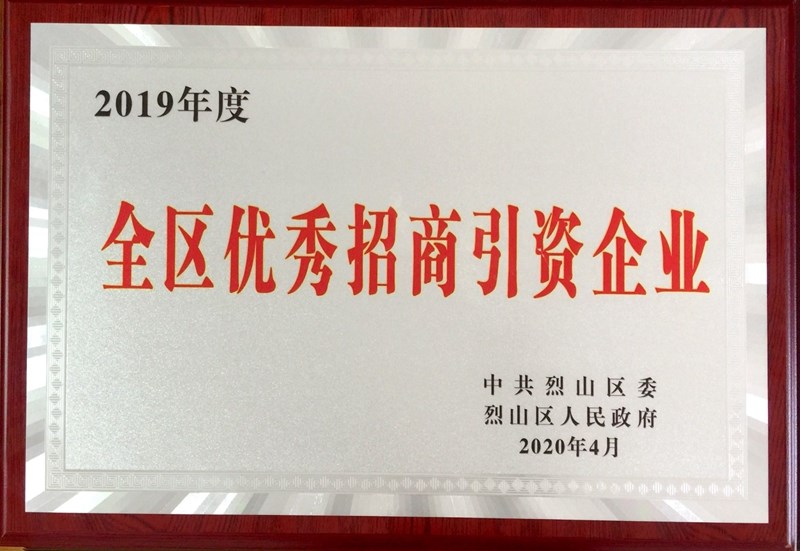 2019年度
全区优秀招商引资企业
中共烈山区委
烈山区人民政府
2020年4月